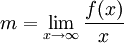 m = lim_{x→∞} f(x)/x